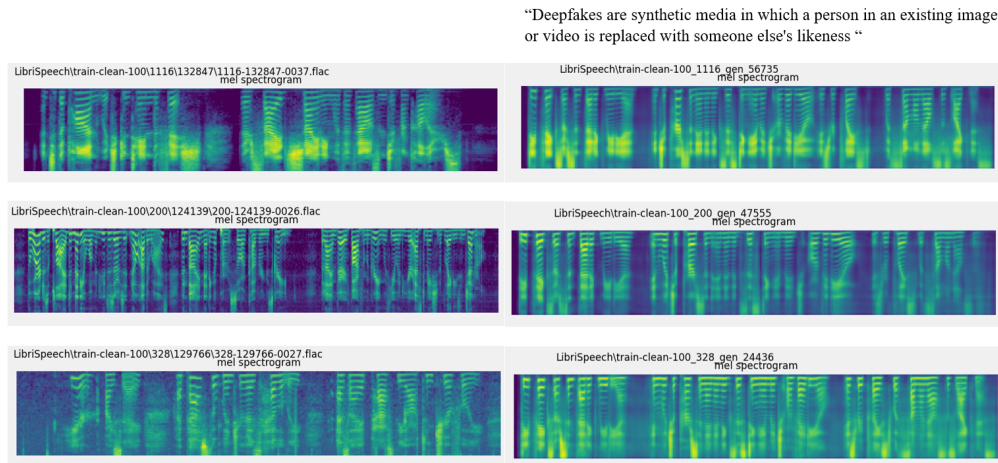 “Deepfakes are synthetic media in which a person in an existing image
or video is replaced with someone else's likeness “
LibriSpeech\train-clean-100\1116\132847\1116-132847-0037.flac
mel spectrogram
LibriSpeech\train-clean-100_1116_gen_56735
mel spectrogram
LibriSpeech\train-clean-100\200\124139\200-124139-0026.flac
mel spectrogram
LibriSpeech\train-clean-100_200_gen_47555
mel spectrogram
LibriSpeech\train-clean-100\328\129766\328-129766-0027.flac
mel spectrogram
LibriSpeech\train-clean-100_328_gen_24436
mel spectrogram